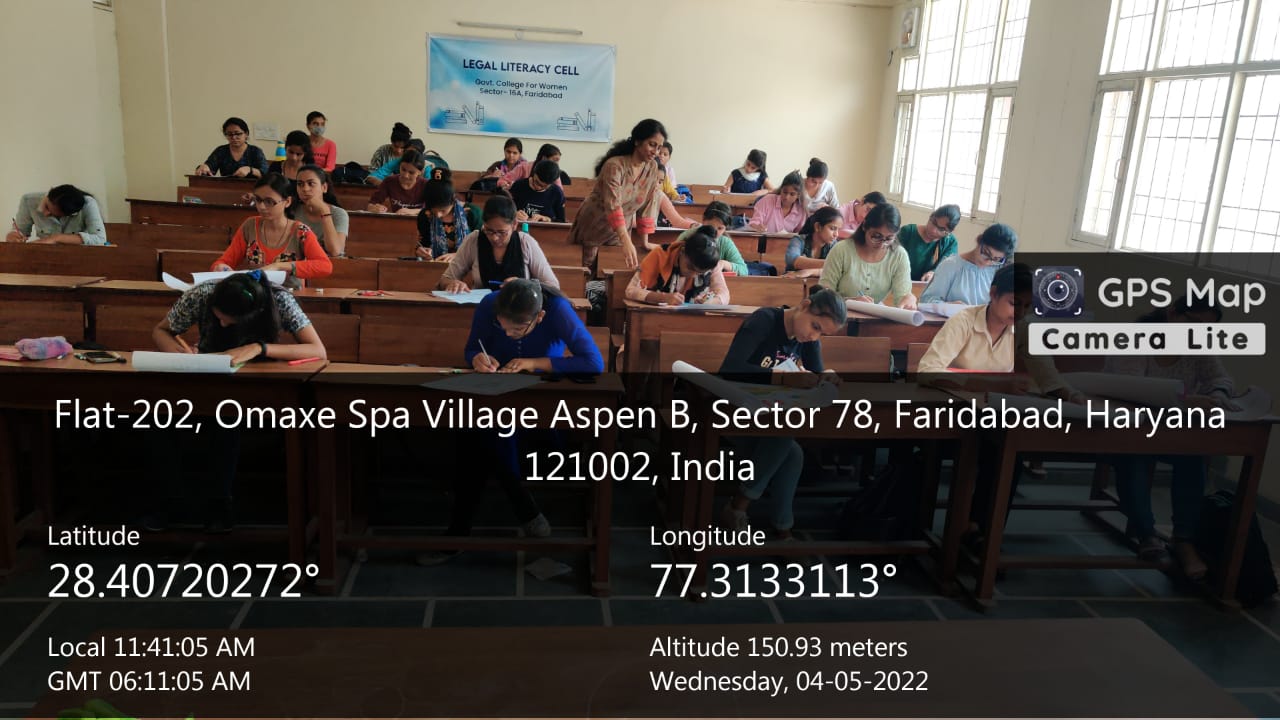 LEGAL LITERACY CELL
Govt. College For Women
Sector- 16A, Faridabad
GPS Map
Camera Lite
Flat-202, Omaxe Spa Village Aspen B, Sector 78, Faridabad, Haryana
121002, India
Latitude
28.40720272°
Longitude
77.3133113°
Local 11:41:05 AM
GMT 06:11:05 AM
Altitude 150.93 meters
Wednesday, 04-05-2022